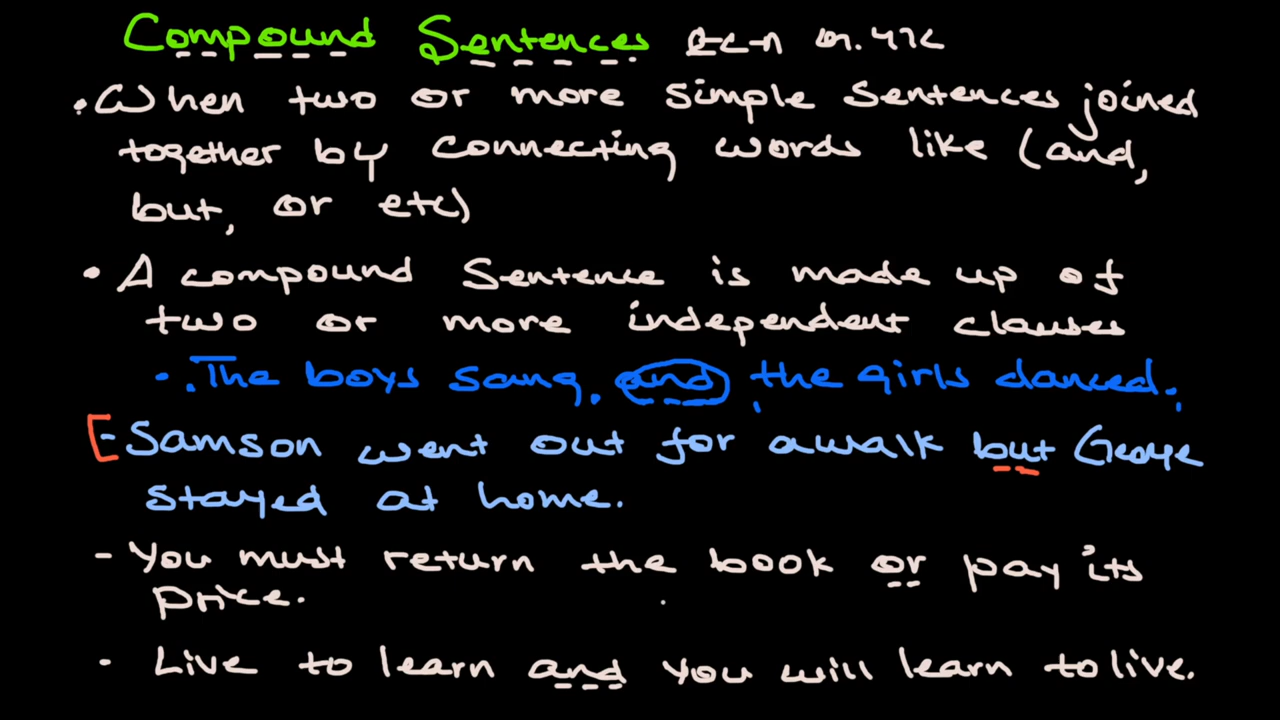 Compound Sentences
• When two or more simple sentences joined
together by connecting words like (and,
but, or etc)
• A compound sentence is made up of
two or more independent clauses
• The boys sang, and the girls danced.
- Samson went out for a walk but George
stayed at home.
- You must return the book or pay its
price.
- Live to learn and you will learn to live.